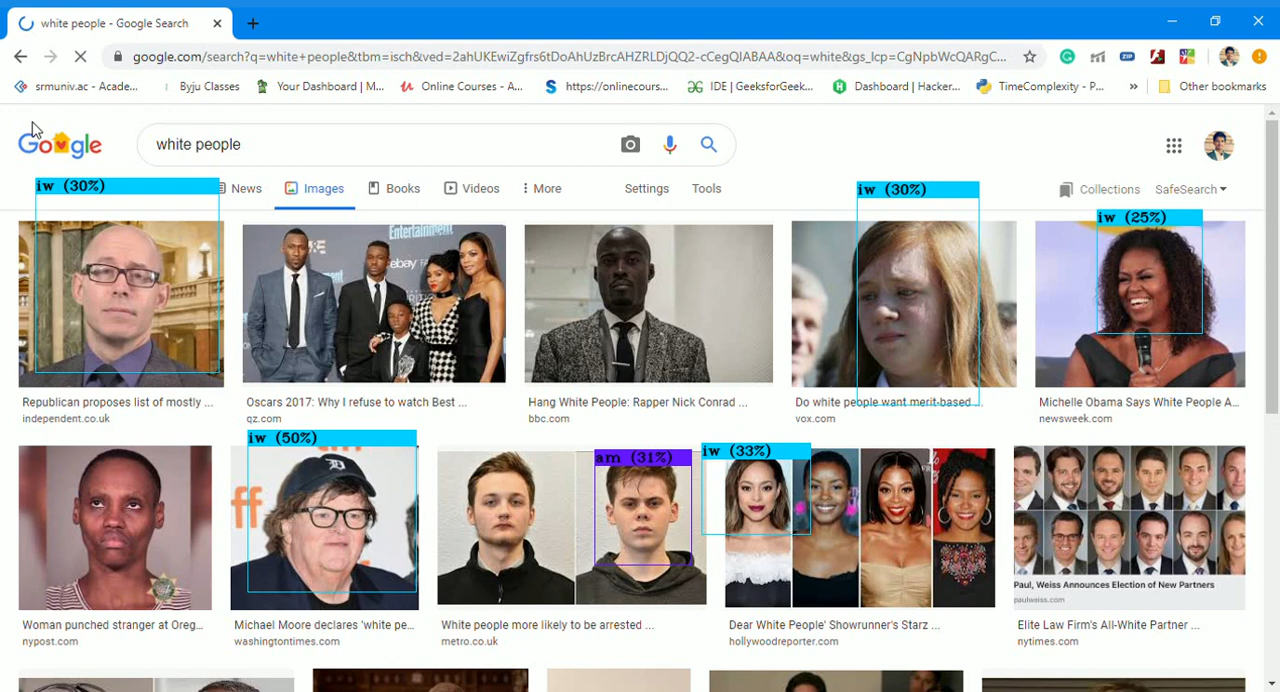 white people - Google Search
google.com/search?q=white+people&tbm=isch&ved=2ahUKEwiZgfrs6tDoAhUzBrcAHZRLDjQQ2-cCegQIABAA&oq=white&gs_lcp=CgNpbWcQARgC...
srmuniv.ac - Acade... Byju Classes Your Dashboard | M... Online Courses - A... https://onlinecours... IDE | GeeksforGeek... Dashboard | Hacker... TimeComplexity - P... » Other bookmarks
Google white people
News Images Books Videos More Settings Tools Collections SafeSearch
iw (30%) iw (30%) iw (25%)
Entertainment
ebay
Republican proposes list of mostly ... Oscars 2017: Why I refuse to watch Best ... Hang White People: Rapper Nick Conrad ... Do white people want merit-based ... Michelle Obama Says White People A...
independent.co.uk qz.com bbc.com vox.com newsweek.com
iw (50%) am (31%) iw (33%)
Paul, Weiss Announces Election of New Partners
paulweiss.com
Woman punched stranger at Oreg... Michael Moore declares 'white pe... White people more likely to be arrested ... Dear White People' Showrunner's Starz ... Elite Law Firm's All-White Partner ...
nypost.com washingtontimes.com metro.co.uk hollywoodreporter.com nytimes.com